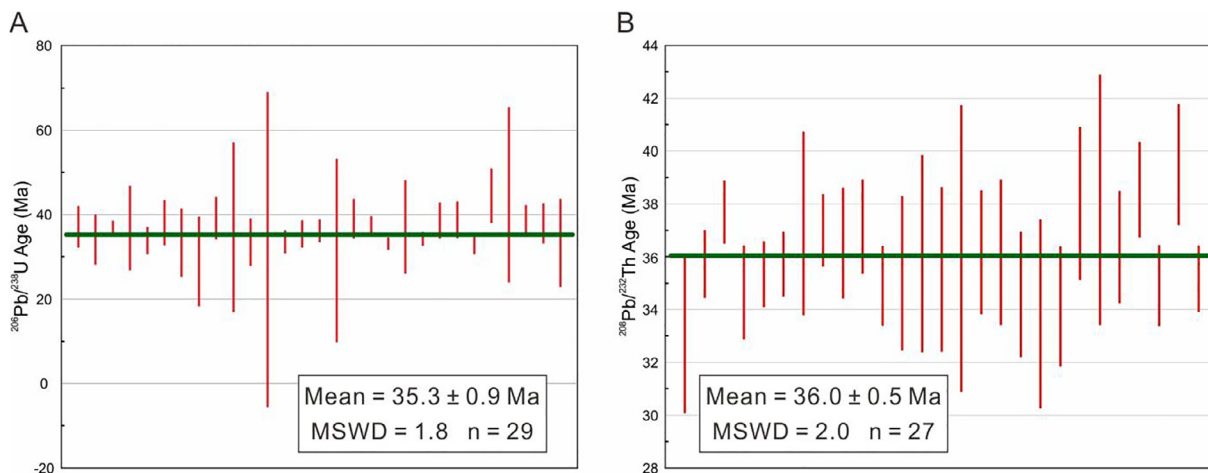 A
80
60
40
20
0
-20
²⁰⁶Pb/²³⁸U Age (Ma)
Mean = 35.3 ± 0.9 Ma
MSWD = 1.8 n = 29
B
44
42
40
38
36
34
32
30
28
²⁰⁸Pb/²³²Th Age (Ma)
Mean = 36.0 ± 0.5 Ma
MSWD = 2.0 n = 27